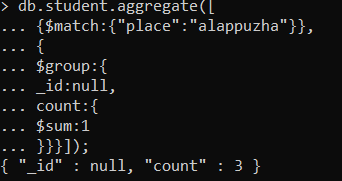 > db.student.aggregate([
... {$match:{"place":"alappuzha"}},
... {
... $group:{
... _id:null,
... count:{
... $sum:1
... }}}]);
{ "_id" : null, "count" : 3 }